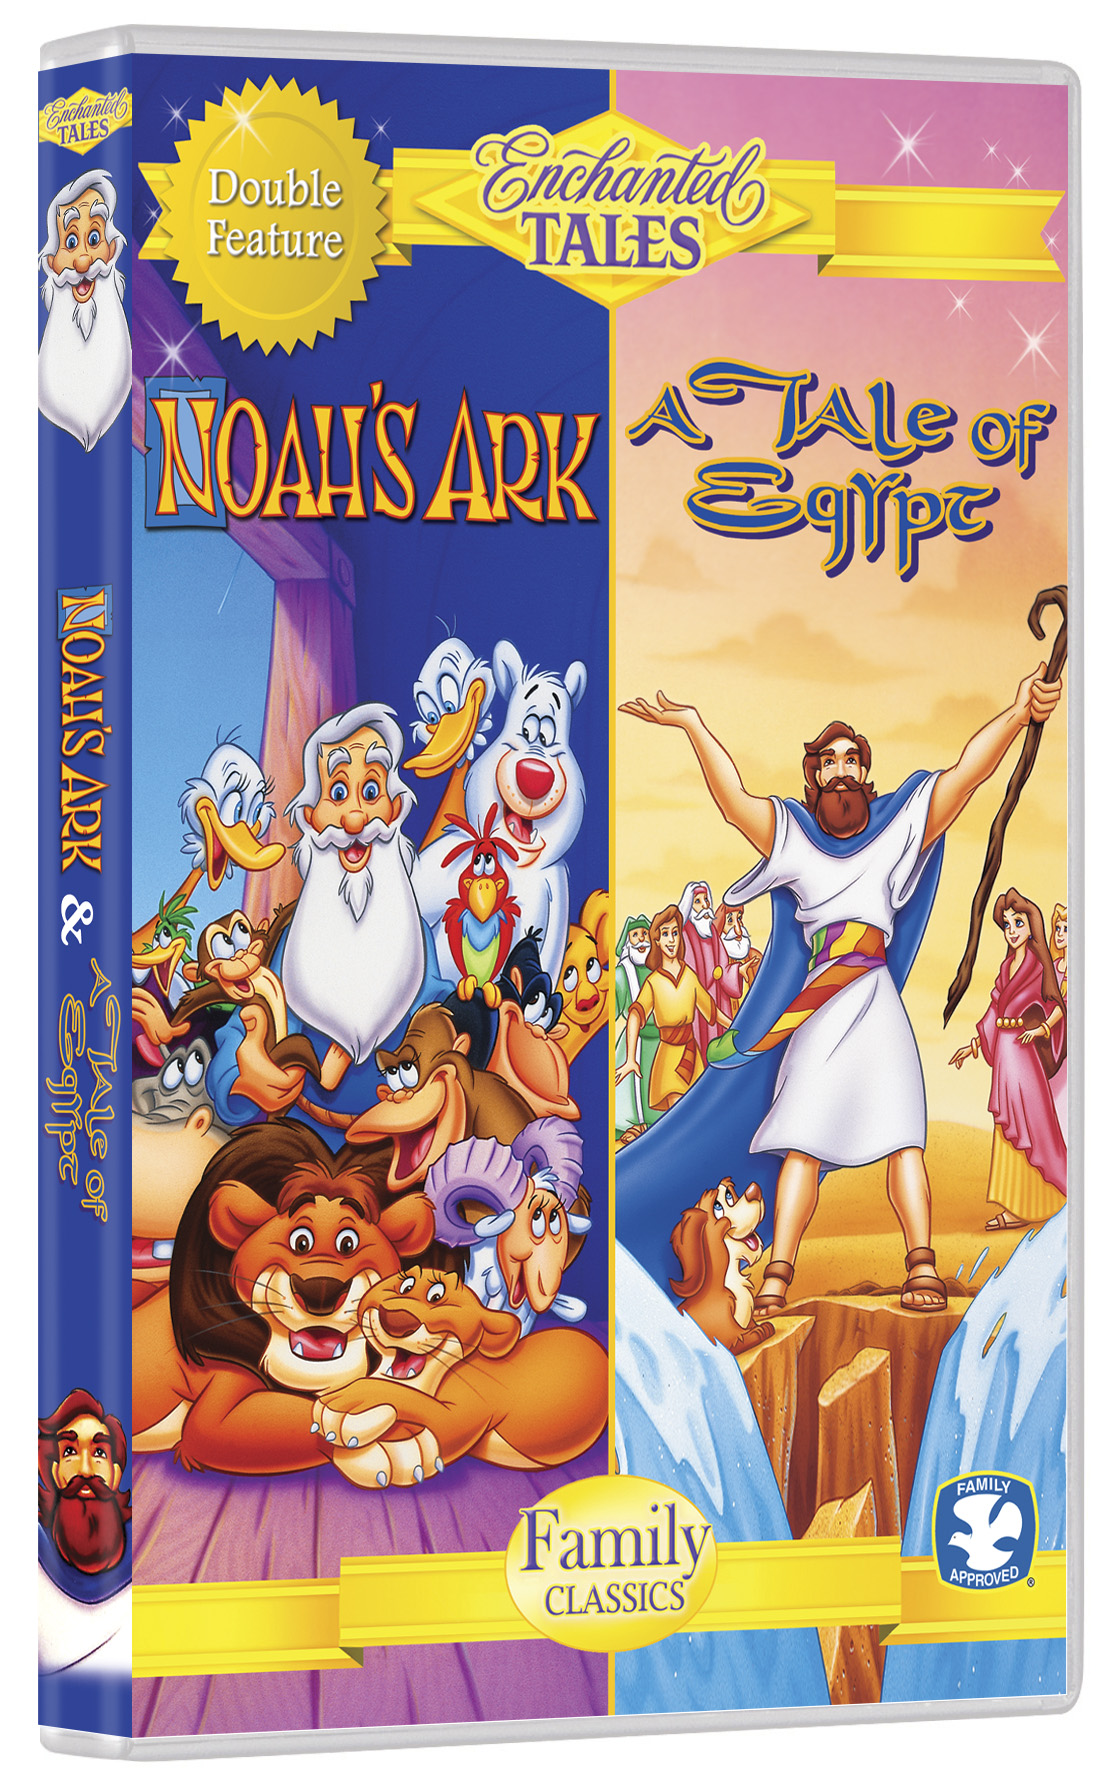 Enchanted
TALES
NOAH'S ARK & A TALE OF EGYPT
Double
Feature
Enchanted
TALES
NOAH'S ARK
A TALE OF
EGYPT
Family
CLASSICS
FAMILY
APPROVED
®